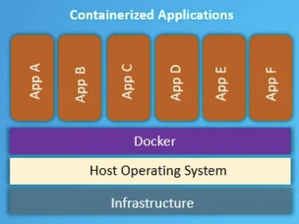 Containerized Applications
App A
App B
App C
App D
App E
App F
Docker
Host Operating System
Infrastructure